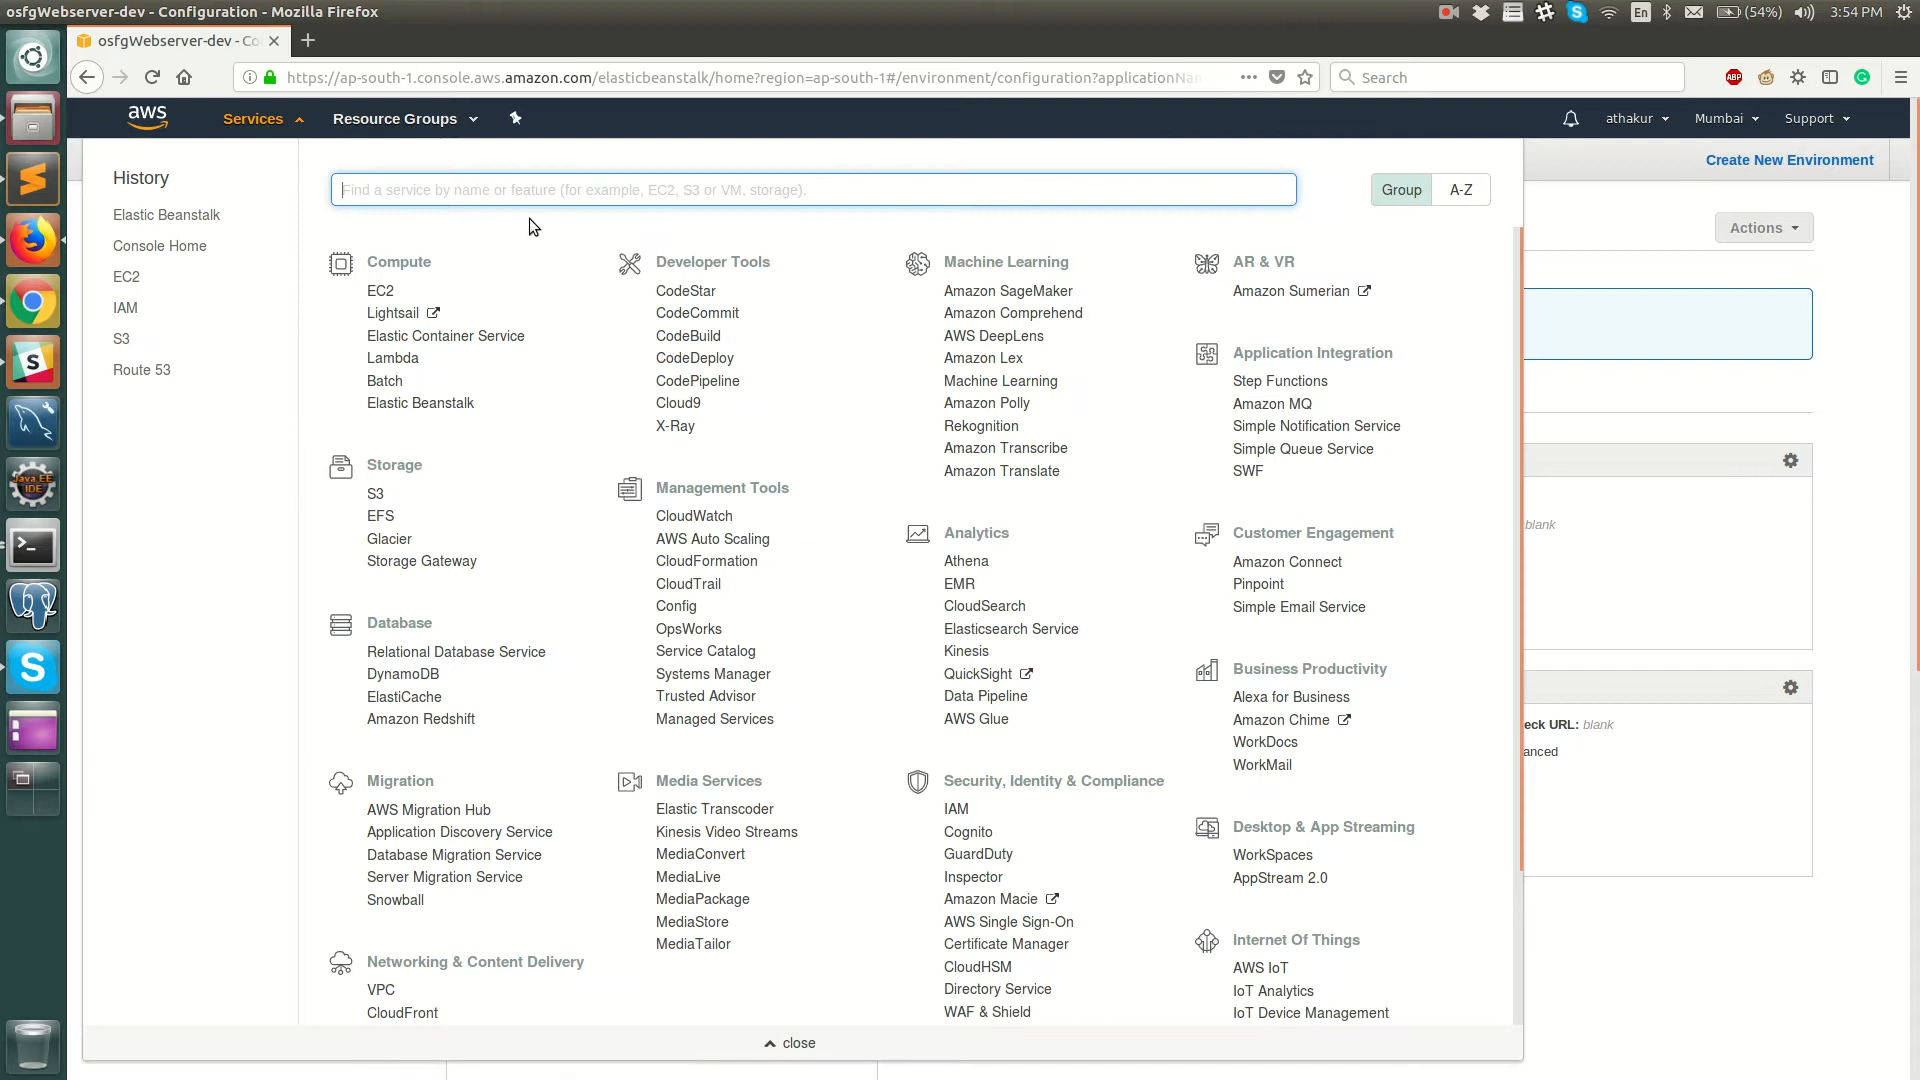 osfgWebserver-dev - Configuration - Mozilla Firefox
En
(54%)
3:54 PM
osfgWebserver-dev - Co
https://ap-south-1.console.aws.amazon.com/elasticbeanstalk/home?region=ap-south-1#/environment/configuration?applicationNa
Search
ABP
aws
Services
Resource Groups
athakur
Mumbai
Support
Create New Environment
Actions
History
Elastic Beanstalk
Console Home
EC2
IAM
S3
Route 53
Find a service by name or feature (for example, EC2, S3 or VM, storage).
Group
A-Z
Compute
EC2
Lightsail
Elastic Container Service
Lambda
Batch
Elastic Beanstalk
Storage
S3
EFS
Glacier
Storage Gateway
Database
Relational Database Service
DynamoDB
ElastiCache
Amazon Redshift
Migration
AWS Migration Hub
Application Discovery Service
Database Migration Service
Server Migration Service
Snowball
Networking & Content Delivery
VPC
CloudFront
Developer Tools
CodeStar
CodeCommit
CodeBuild
CodeDeploy
CodePipeline
Cloud9
X-Ray
Management Tools
CloudWatch
AWS Auto Scaling
CloudFormation
CloudTrail
Config
OpsWorks
Service Catalog
Systems Manager
Trusted Advisor
Managed Services
Media Services
Elastic Transcoder
Kinesis Video Streams
MediaConvert
MediaLive
MediaPackage
MediaStore
MediaTailor
Machine Learning
Amazon SageMaker
Amazon Comprehend
AWS DeepLens
Amazon Lex
Machine Learning
Amazon Polly
Rekognition
Amazon Transcribe
Amazon Translate
Analytics
Athena
EMR
CloudSearch
Elasticsearch Service
Kinesis
QuickSight
Data Pipeline
AWS Glue
Security, Identity & Compliance
IAM
Cognito
GuardDuty
Inspector
Amazon Macie
AWS Single Sign-On
Certificate Manager
CloudHSM
Directory Service
WAF & Shield
AR & VR
Amazon Sumerian
Application Integration
Step Functions
Amazon MQ
Simple Notification Service
Simple Queue Service
SWF
Customer Engagement
Amazon Connect
Pinpoint
Simple Email Service
Business Productivity
Alexa for Business
Amazon Chime
WorkDocs
WorkMail
Desktop & App Streaming
WorkSpaces
AppStream 2.0
Internet Of Things
AWS IoT
IoT Analytics
IoT Device Management
blank
eck URL: blank
anced
close
Java EE
IDE
S
S